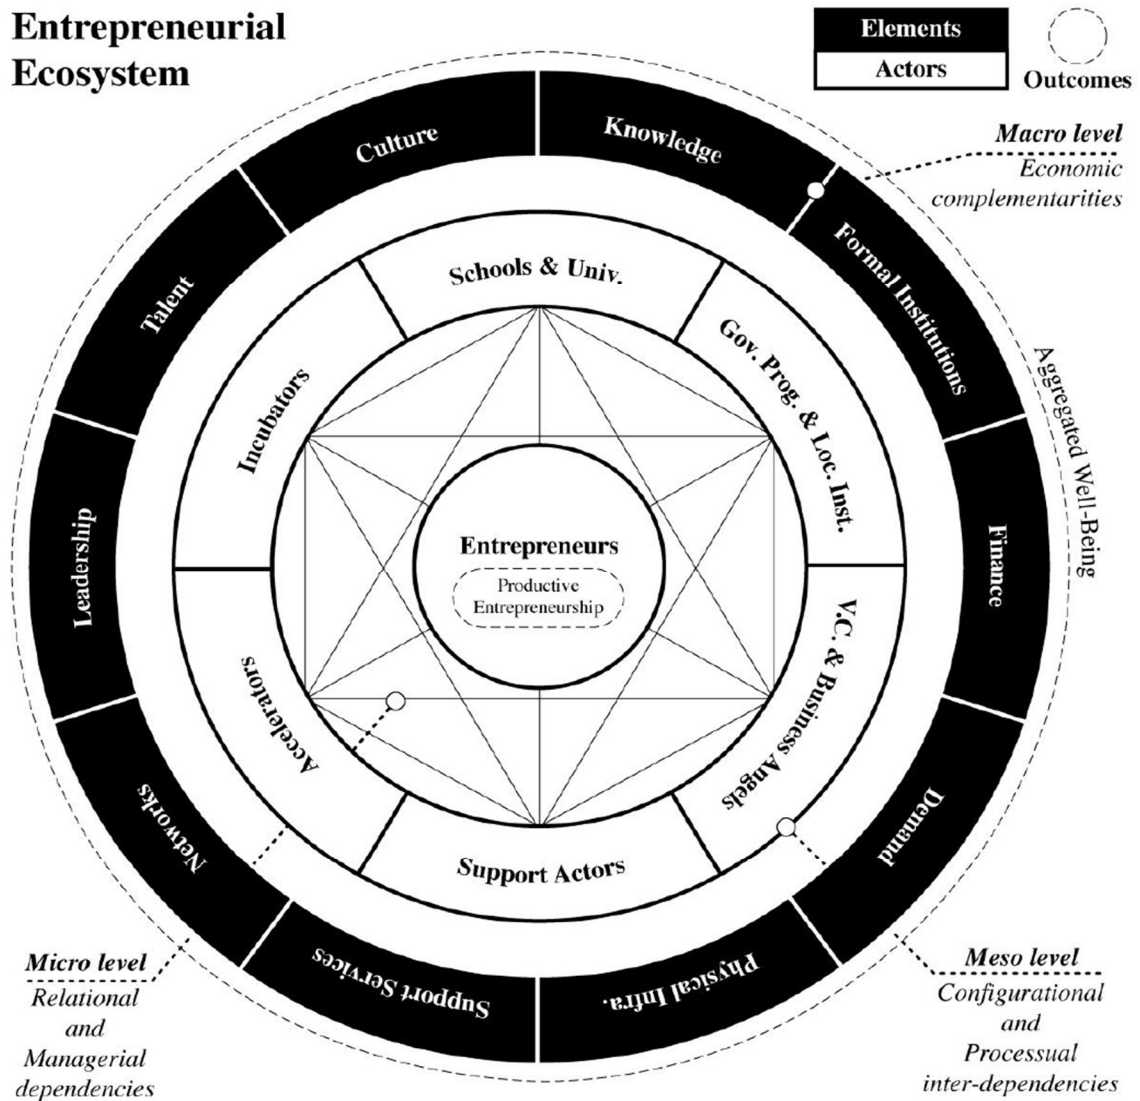 Entrepreneurial
Ecosystem
Elements
Actors
Outcomes
Macro level
Economic
complementarities
Culture
Knowledge
Formal Institutions
Finance
Demand
Physical Infra.
Support Services
Networks
Leadership
Talent
Aggregated Well-Being
Schools & Univ.
Gov. Prog. & Loc. Inst.
V.C. & Business Angels
Support Actors
Accelerators
Incubators
Entrepreneurs
Productive
Entrepreneurship
Micro level
Relational
and
Managerial
dependencies
Meso level
Configurational
and
Processual
inter-dependencies